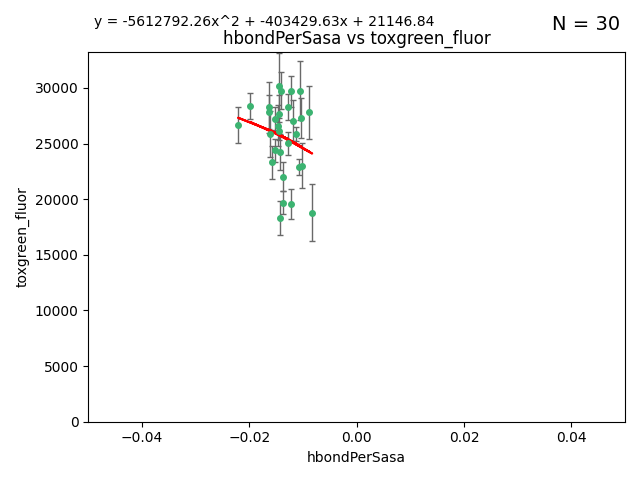 y = -5612792.26x^2 + -403429.63x + 21146.84
N = 30
hbondPerSasa vs toxgreen_fluor
30000
25000
20000
15000
10000
5000
0
toxgreen_fluor
−0.04
−0.02
0.00
0.02
0.04
hbondPerSasa